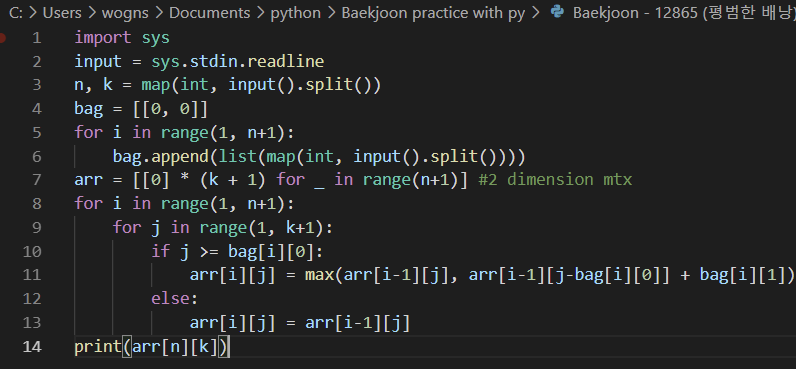 C: > Users > wogns > Documents > python > Baekjoon practice with py > Baekjoon - 12865 (평범한 배낭)
1 import sys
2 input = sys.stdin.readline
3 n, k = map(int, input().split())
4 bag = [[0, 0]]
5 for i in range(1, n+1):
6     bag.append(list(map(int, input().split())))
7 arr = [[0] * (k + 1) for _ in range(n+1)] #2 dimension mtx
8 for i in range(1, n+1):
9     for j in range(1, k+1):
10         if j >= bag[i][0]:
11             arr[i][j] = max(arr[i-1][j], arr[i-1][j-bag[i][0]] + bag[i][1])
12         else:
13             arr[i][j] = arr[i-1][j]
14 print(arr[n][k])